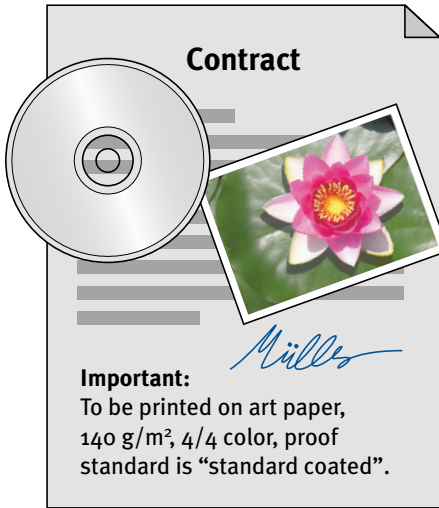 Contract
Müller
Important:
To be printed on art paper,
140 g/m², 4/4 color, proof
standard is “standard coated”.